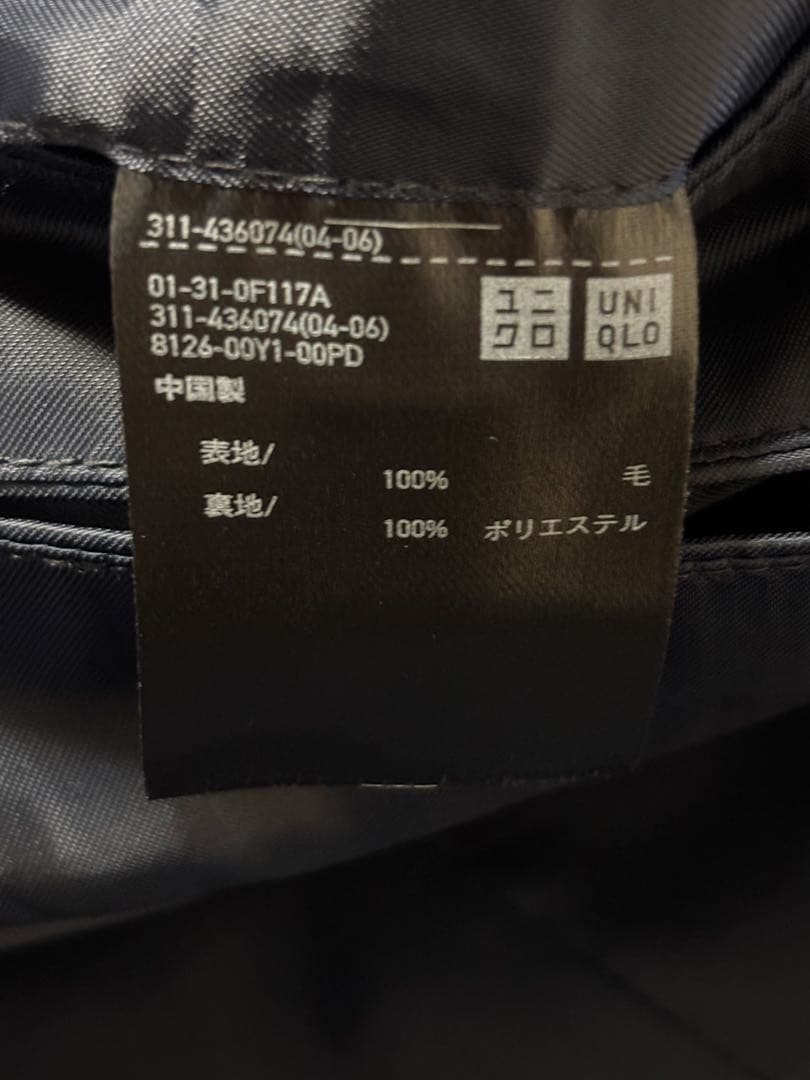 311-436074(04-06)
01-31-0F117A
311-436074(04-06)
8126-00Y1-00PD
中国製
ユニ
クロ
UNI
QLO
表地/
100% 毛
裏地/
100% ポリエステル